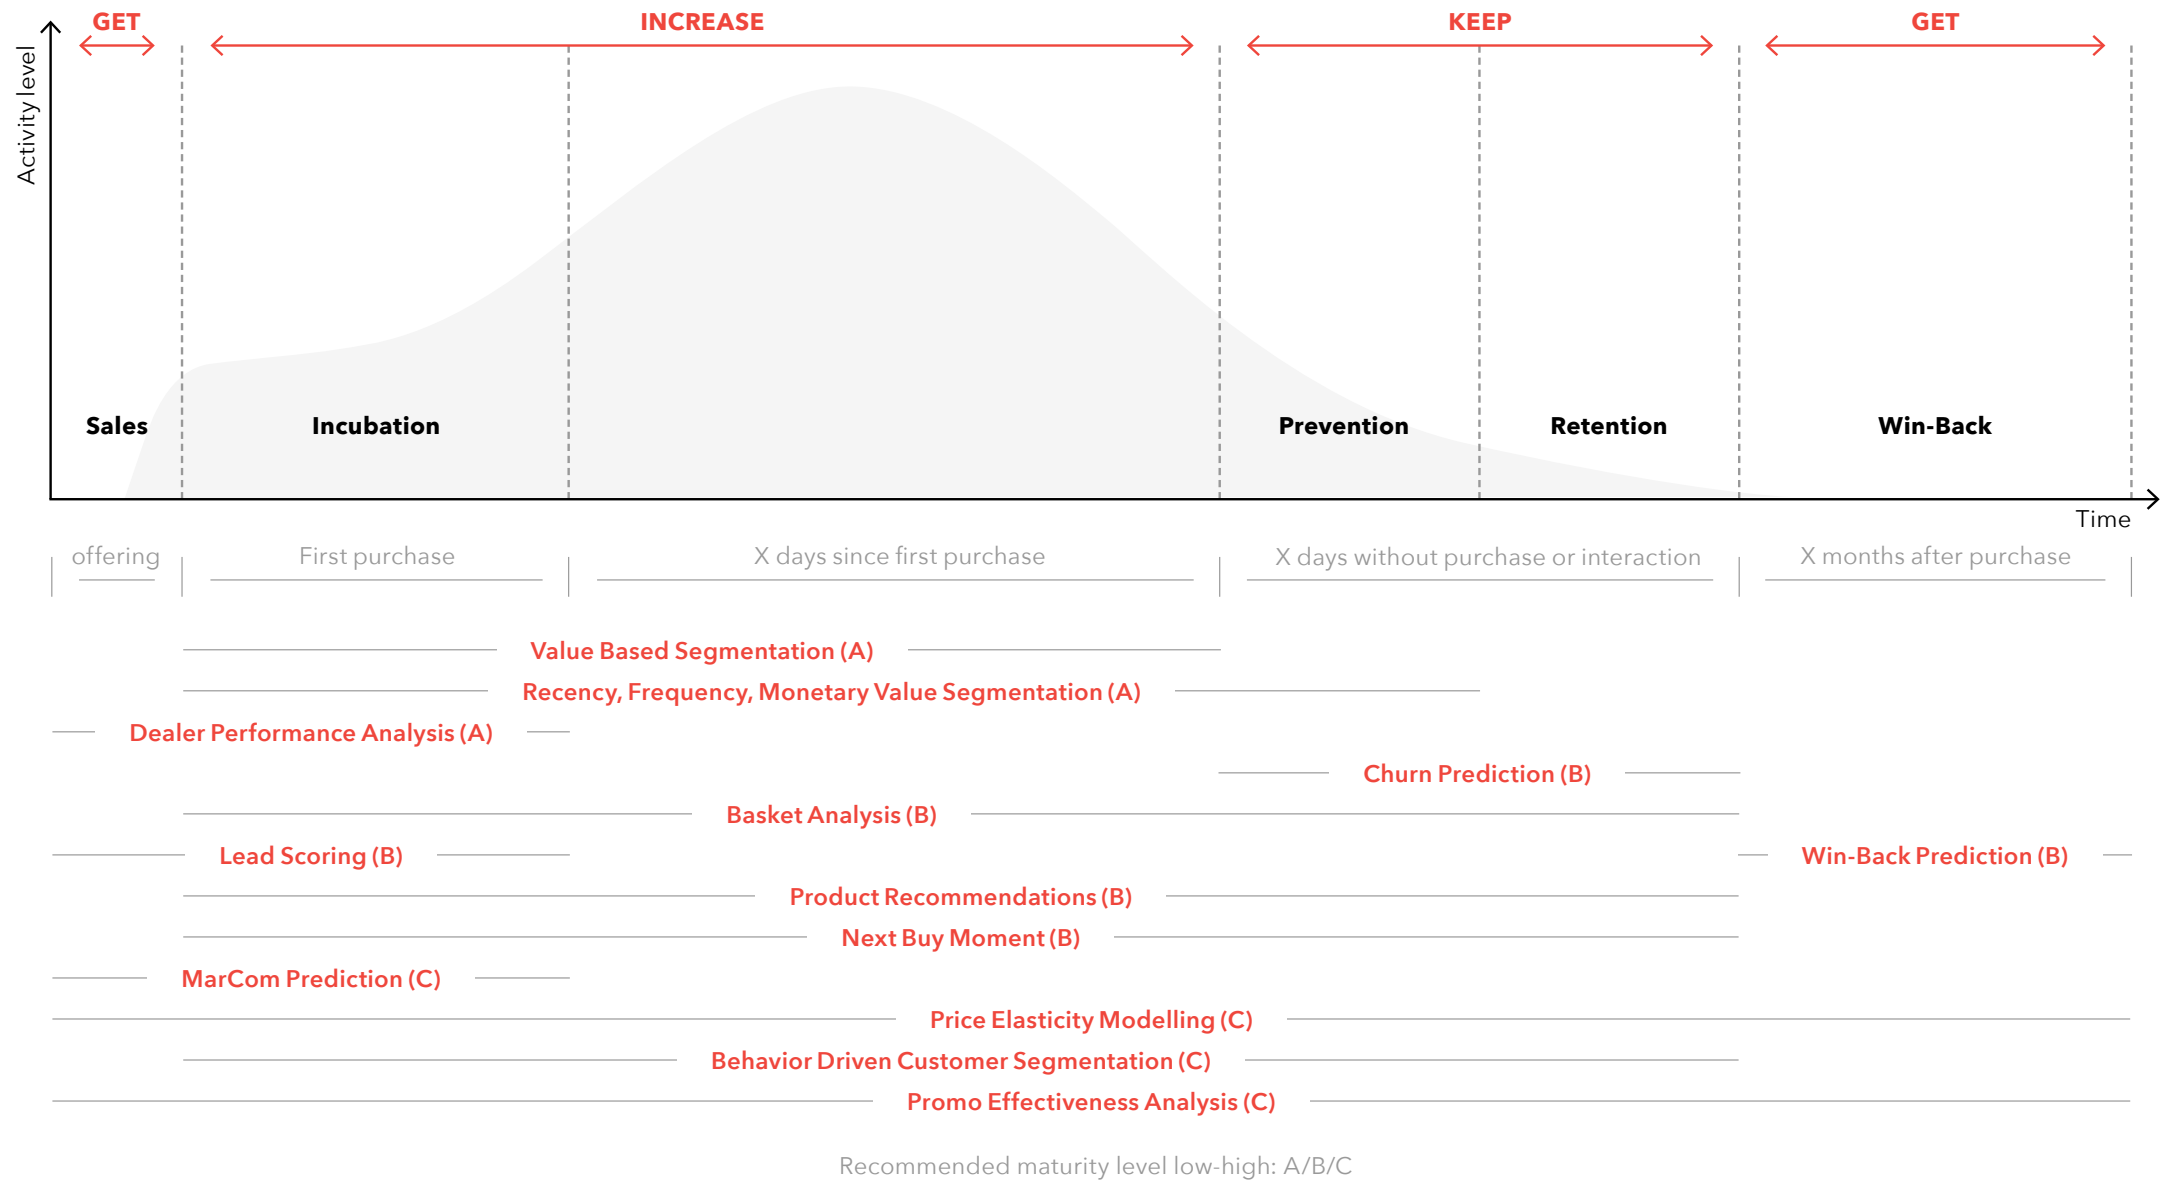 GET
INCREASE
KEEP
GET
Activity level
Sales
Incubation
Prevention
Retention
Win-Back
Time
offering
First purchase
X days since first purchase
X days without purchase or interaction
X months after purchase
Value Based Segmentation (A)
Recency, Frequency, Monetary Value Segmentation (A)
Dealer Performance Analysis (A)
Churn Prediction (B)
Basket Analysis (B)
Lead Scoring (B)
Win-Back Prediction (B)
Product Recommendations (B)
Next Buy Moment (B)
MarCom Prediction (C)
Price Elasticity Modelling (C)
Behavior Driven Customer Segmentation (C)
Promo Effectiveness Analysis (C)
Recommended maturity level low-high: A/B/C